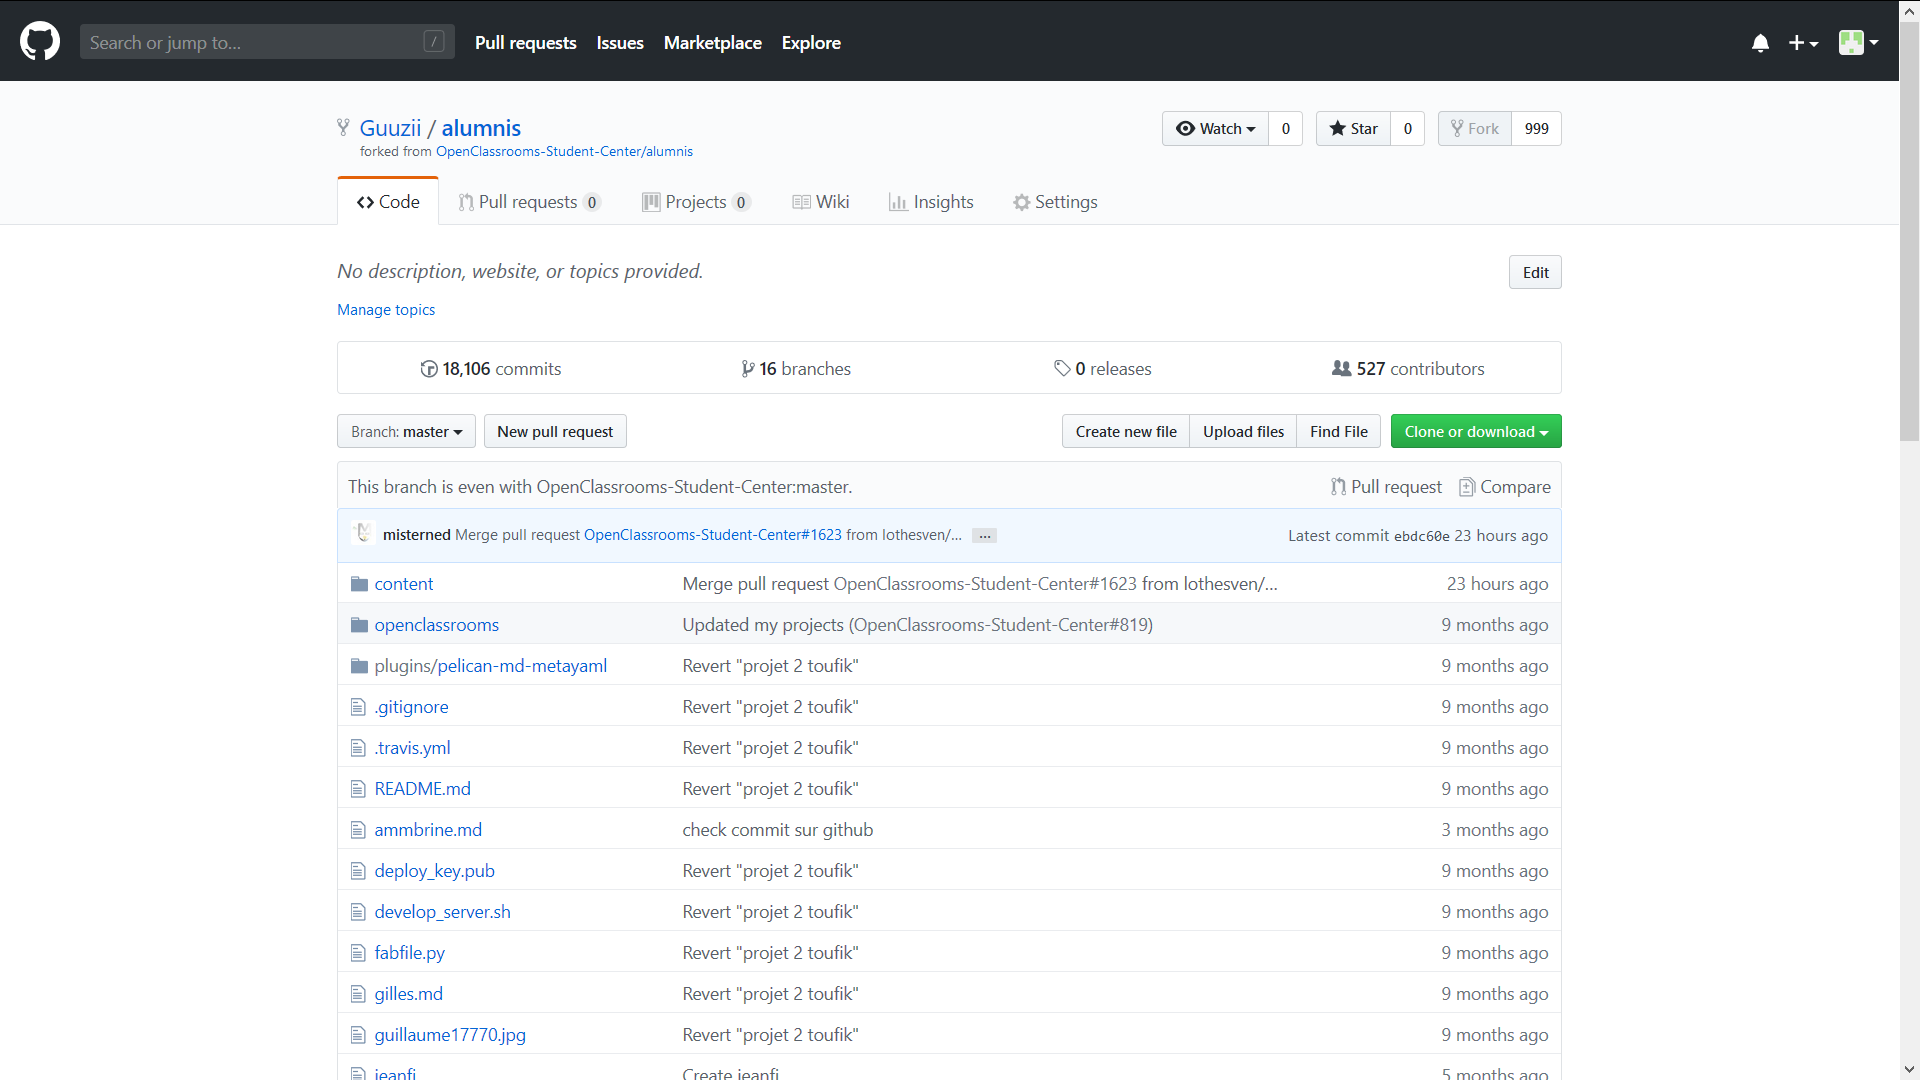 Search or jump to... /
Pull requests Issues Marketplace Explore
Guuzii / alumnis
forked from OpenClassrooms-Student-Center/alumnis
Watch 0 Star 0 Fork 999
Code Pull requests 0 Projects 0 Wiki Insights Settings
No description, website, or topics provided. Edit
Manage topics
18,106 commits 16 branches 0 releases 527 contributors
Branch: master New pull request Create new file Upload files Find File Clone or download
This branch is even with OpenClassrooms-Student-Center:master. Pull request Compare
misterned Merge pull request OpenClassrooms-Student-Center#1623 from lothesven/... ... Latest commit ebdc60e 23 hours ago
content Merge pull request OpenClassrooms-Student-Center#1623 from lothesven/... 23 hours ago
openclassrooms Updated my projects (OpenClassrooms-Student-Center#819) 9 months ago
plugins/pelican-md-metayaml Revert "projet 2 toufik" 9 months ago
.gitignore Revert "projet 2 toufik" 9 months ago
.travis.yml Revert "projet 2 toufik" 9 months ago
README.md Revert "projet 2 toufik" 9 months ago
ammbrine.md check commit sur github 3 months ago
deploy_key.pub Revert "projet 2 toufik" 9 months ago
develop_server.sh Revert "projet 2 toufik" 9 months ago
fabfile.py Revert "projet 2 toufik" 9 months ago
gilles.md Revert "projet 2 toufik" 9 months ago
guillaume17770.jpg Revert "projet 2 toufik" 9 months ago
jeanfi Create jeanfi 5 months ago